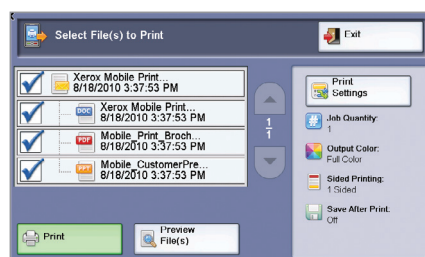 Select File(s) to Print
Exit
Xerox Mobile Print...
8/18/2010 3:37:53 PM
DOC
Xerox Mobile Print...
8/18/2010 3:37:53 PM
PDF
Mobile_Print_Broch...
8/18/2010 3:37:53 PM
PPT
Mobile_CustomerPre...
8/18/2010 3:37:53 PM
1
1
Print
Settings
Job Quantity:
1
Output Color:
Full Color
Sided Printing:
1 Sided
Save After Print:
Off
Print
Preview
File(s)